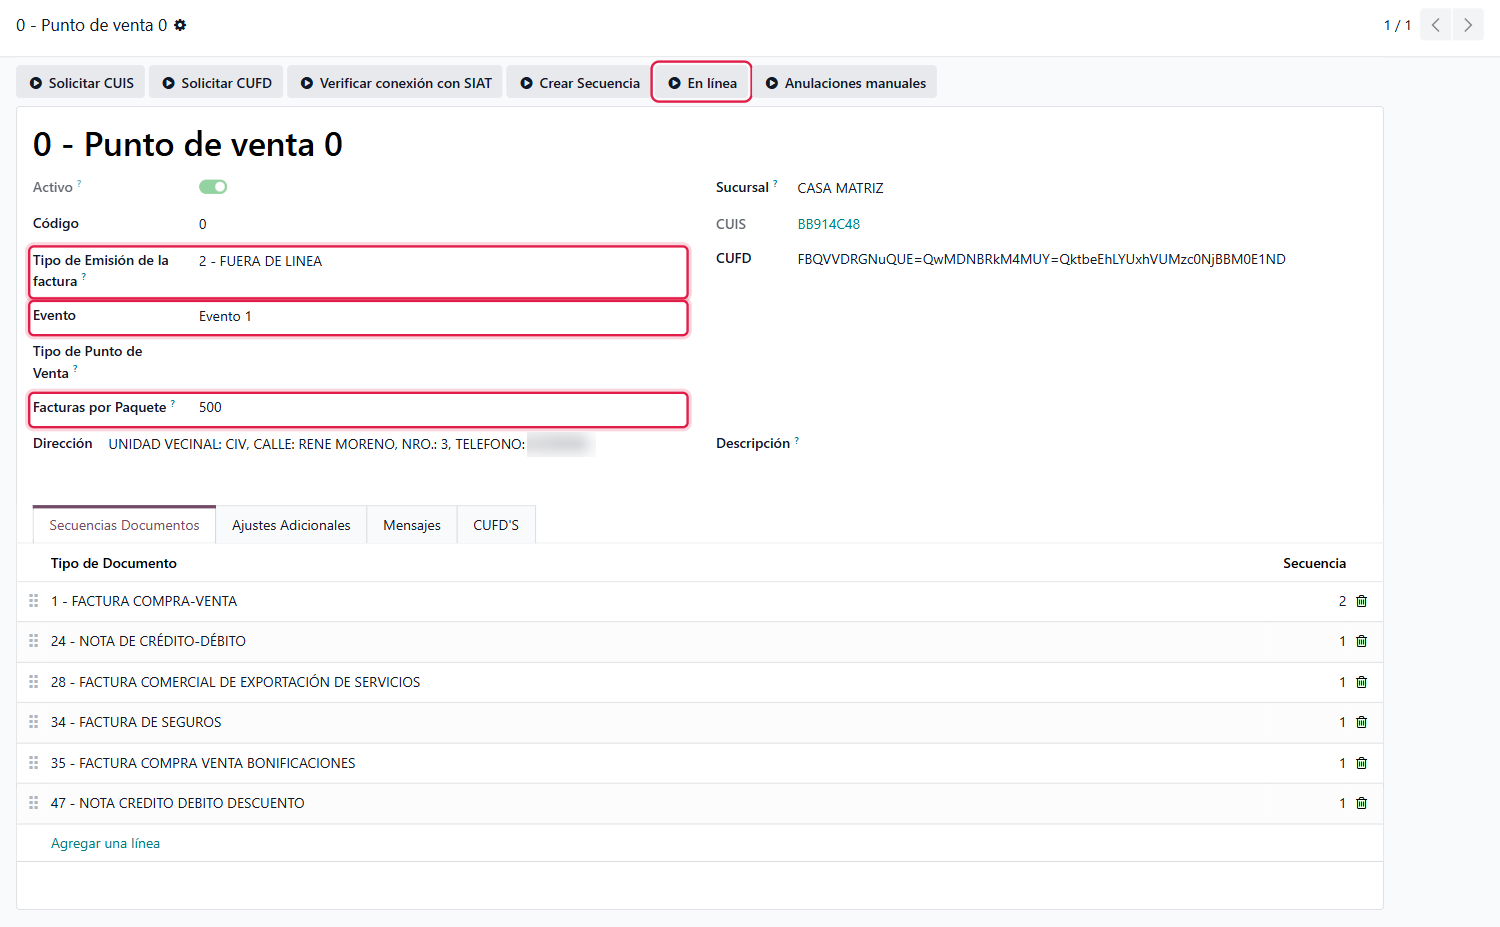 0 - Punto de venta 0
1 / 1
Solicitar CUIS
Solicitar CUFD
Verificar conexión con SIAT
Crear Secuencia
En línea
Anulaciones manuales
0 - Punto de venta 0
Activo ?
Sucursal ? CASA MATRIZ
Código 0
CUIS BB914C48
Tipo de Emisión de la factura ? 2 - FUERA DE LINEA
CUFD FBQVVDRGNuQUE=QwMDNBRkM4MUY=QktbeEhLYUxhVUMzc0NjBBM0E1ND
Evento Evento 1
Tipo de Punto de
Venta ?
Facturas por Paquete ? 500
Dirección UNIDAD VECINAL: CIV, CALLE: RENE MORENO, NRO.: 3, TELEFONO:
Descripción ?
Secuencias Documentos
Ajustes Adicionales
Mensajes
CUFD'S
Tipo de Documento Secuencia
1 - FACTURA COMPRA-VENTA 2
24 - NOTA DE CRÉDITO-DÉBITO 1
28 - FACTURA COMERCIAL DE EXPORTACIÓN DE SERVICIOS 1
34 - FACTURA DE SEGUROS 1
35 - FACTURA COMPRA VENTA BONIFICACIONES 1
47 - NOTA CREDITO DEBITO DESCUENTO 1
Agregar una línea